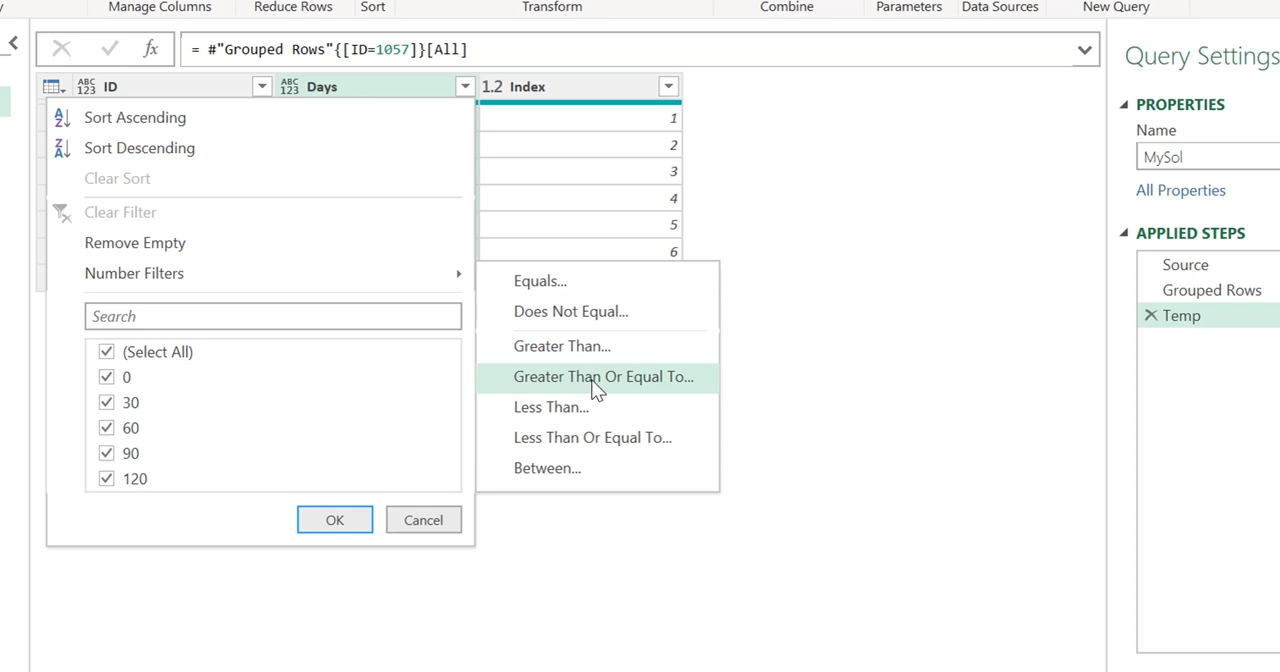 Manage Columns Reduce Rows Sort Transform Combine Parameters Data Sources New Query
fx = #"Grouped Rows"{[ID=1057]}[All]
ABC 123 ID ABC 123 Days 1.2 Index
Sort Ascending
Sort Descending
Clear Sort
Clear Filter
Remove Empty
Number Filters
Search
(Select All)
0
30
60
90
120
OK Cancel
1
2
3
4
5
6
Equals...
Does Not Equal...
Greater Than...
Greater Than Or Equal To...
Less Than...
Less Than Or Equal To...
Between...
Query Settings
PROPERTIES
Name
MySol
All Properties
APPLIED STEPS
Source
Grouped Rows
Temp